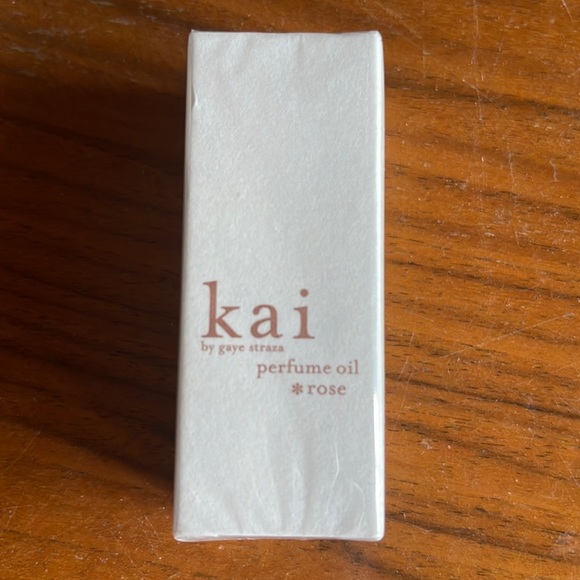 kai
by gaye straza
perfume oil
*rose